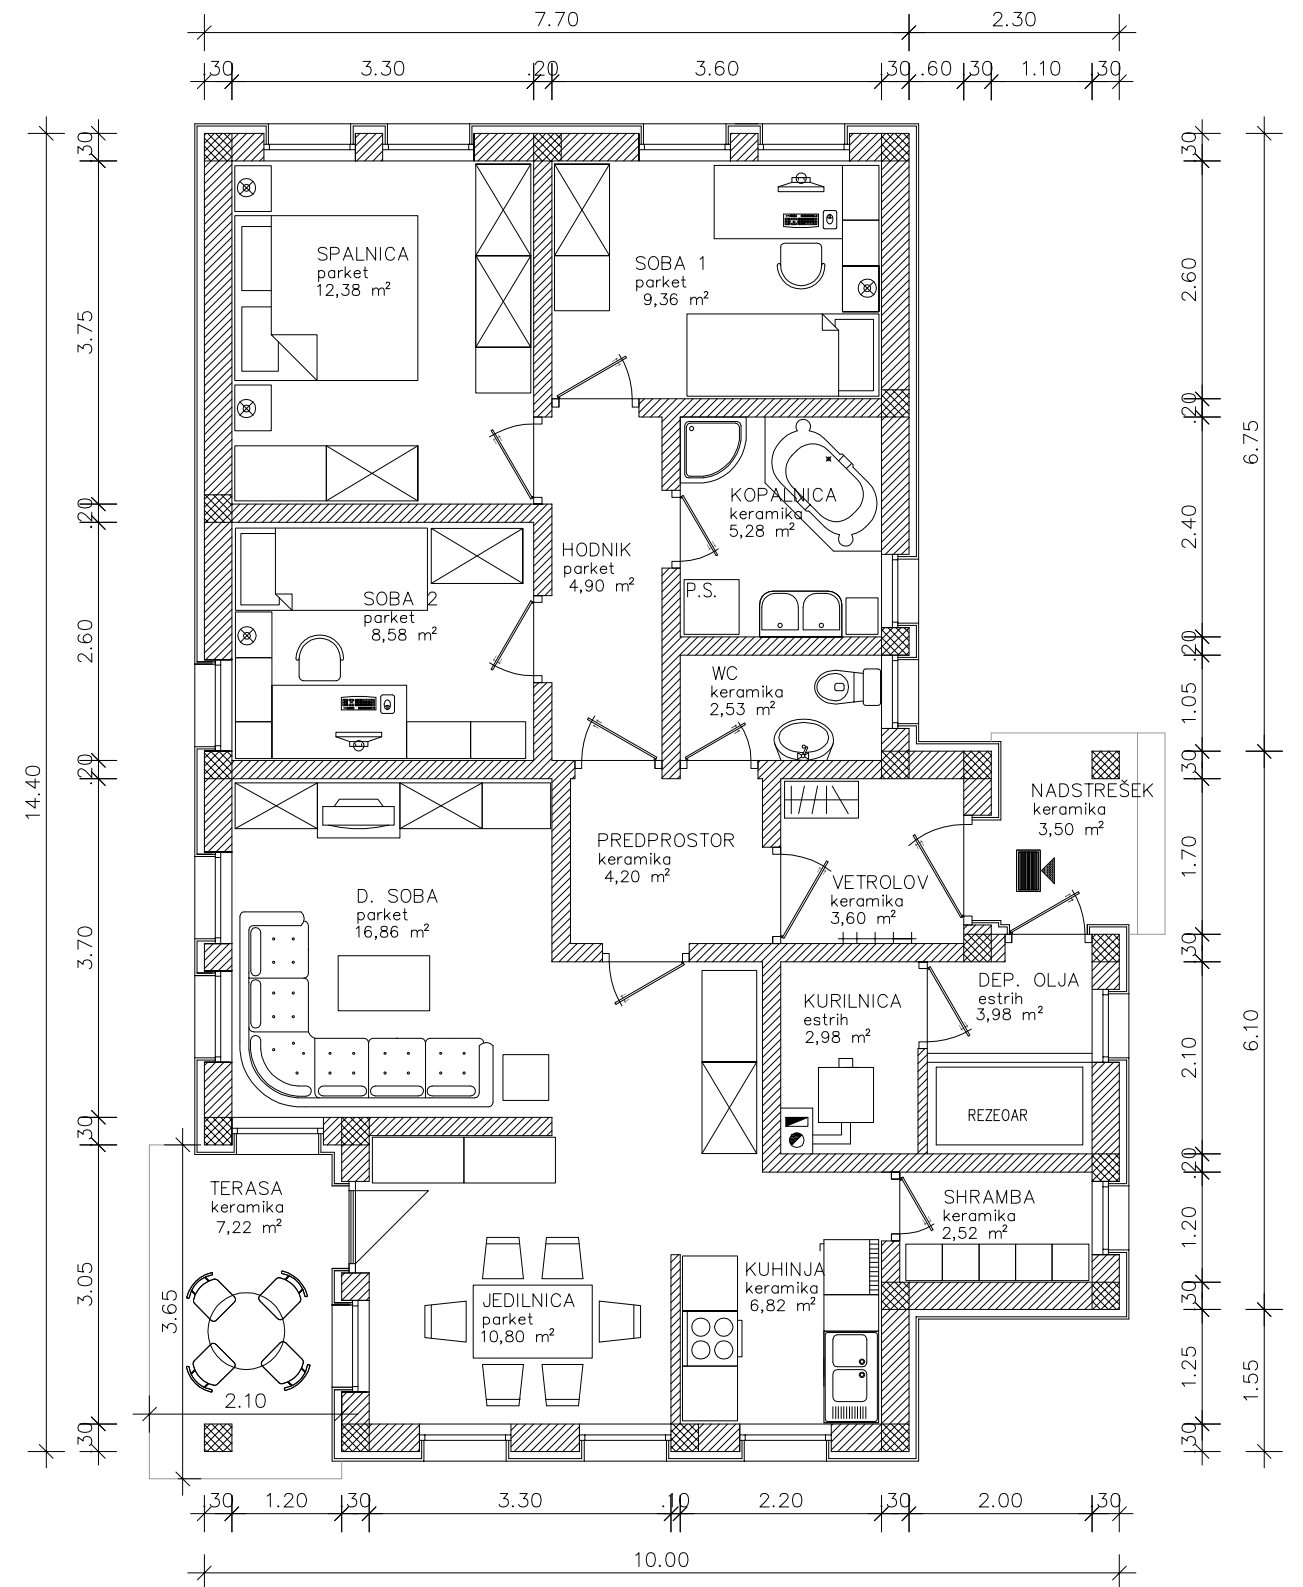 7.70
2.30
.30
3.30
.20
3.60
.30
.60
.30
1.10
.30
.30
3.75
.20
2.60
.20
3.70
.30
3.05
.30
14.40
3.65
2.10
SPALNICA
parket
12,38 m²
SOBA 1
parket
9,36 m²
KOPALNICA
keramika
5,28 m²
P.S.
HODNIK
parket
4,90 m²
SOBA 2
parket
8,58 m²
WC
keramika
2,53 m²
NADSTREŠEK
keramika
3,50 m²
PREDPROSTOR
keramika
4,20 m²
VETROLOV
keramika
3,60 m²
D. SOBA
parket
16,86 m²
KURILNICA
estrih
2,98 m²
DEP. OLJA
estrih
3,98 m²
REZEOAR
TERASA
keramika
7,22 m²
SHRAMBA
keramika
2,52 m²
KUHINJA
keramika
6,82 m²
JEDILNICA
parket
10,80 m²
.30
2.60
.20
2.40
.20
1.05
.30
1.70
.30
2.10
.20
1.20
.30
1.25
.30
6.75
6.10
1.55
.30
1.20
.30
3.30
.10
2.20
.30
2.00
.30
10.00